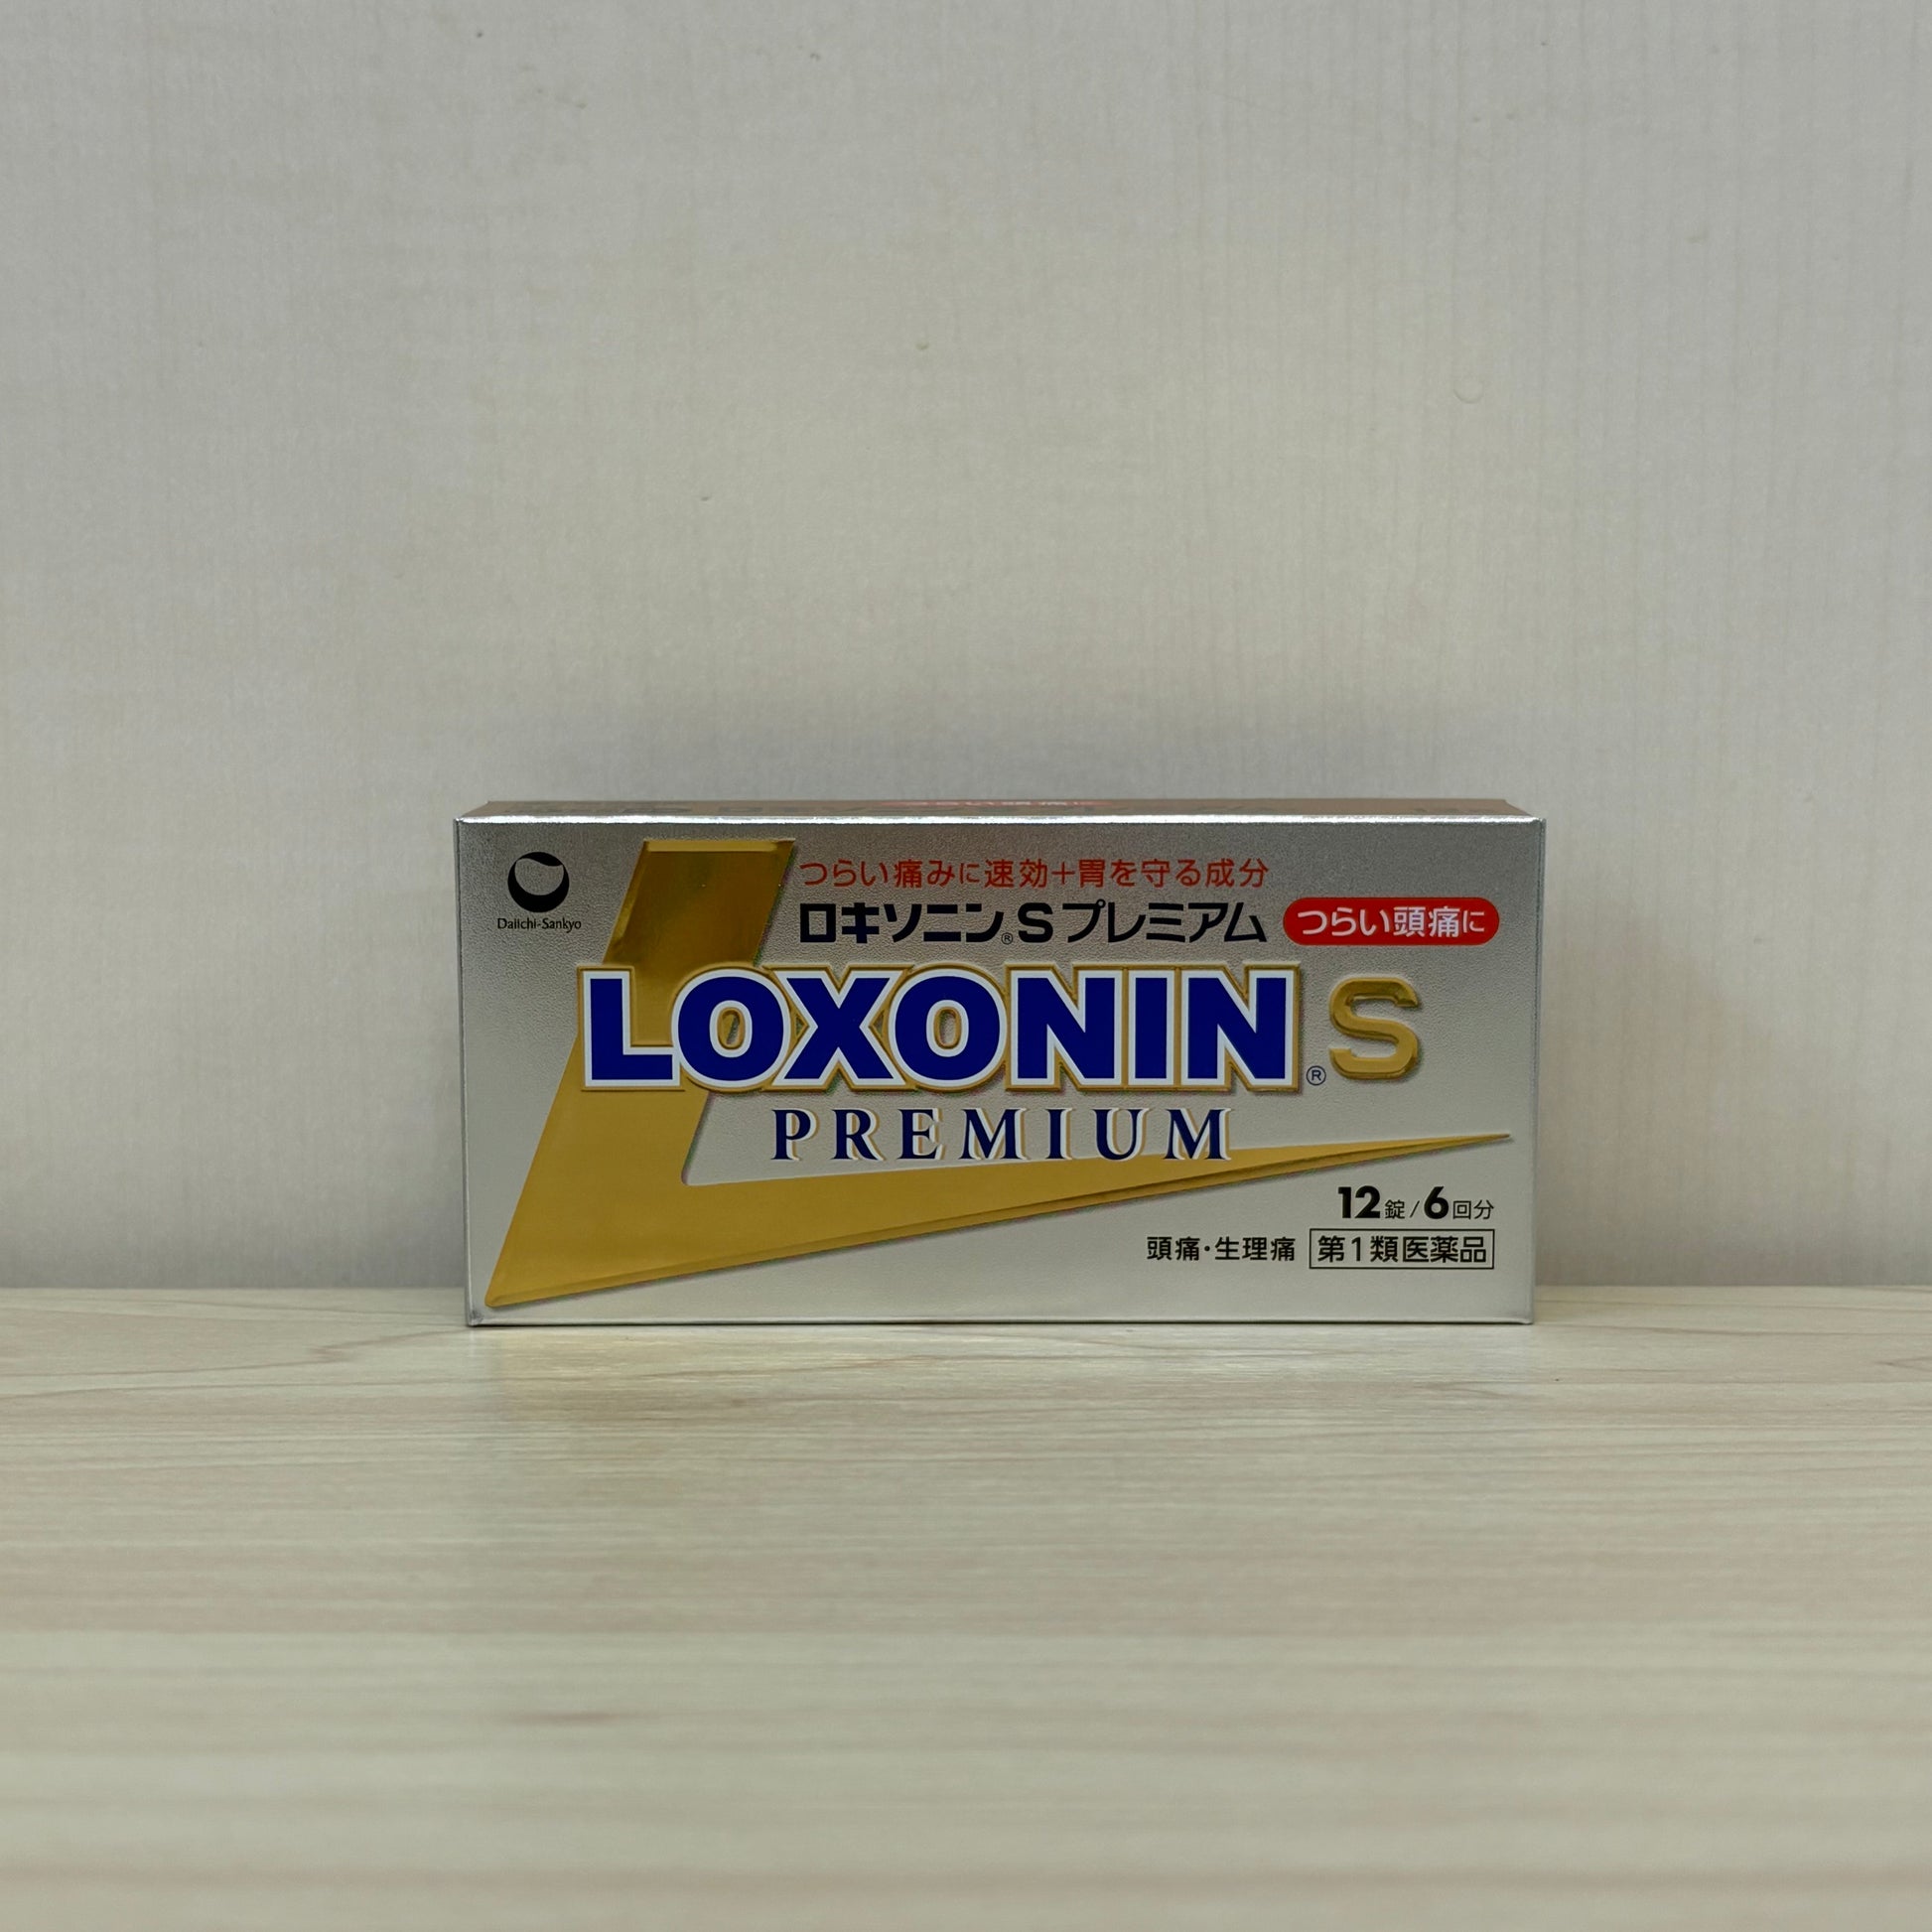 Daiichi-Sankyo
つらい痛みに速効+胃を守る成分
ロキソニン®Sプレミアム
つらい頭痛に
LOXONIN® S
PREMIUM
12錠/6回分
頭痛・生理痛 第1類医薬品